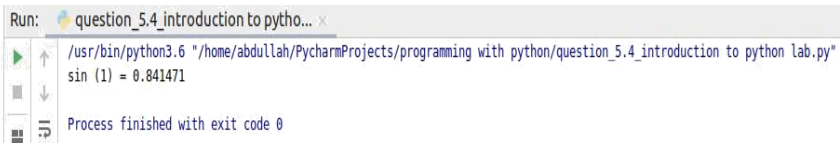 Run: question_5.4_introduction to pytho... ×
/usr/bin/python3.6 "/home/abdullah/PycharmProjects/programming with python/question_5.4_introduction to python lab.py"
sin (1) = 0.841471
Process finished with exit code 0